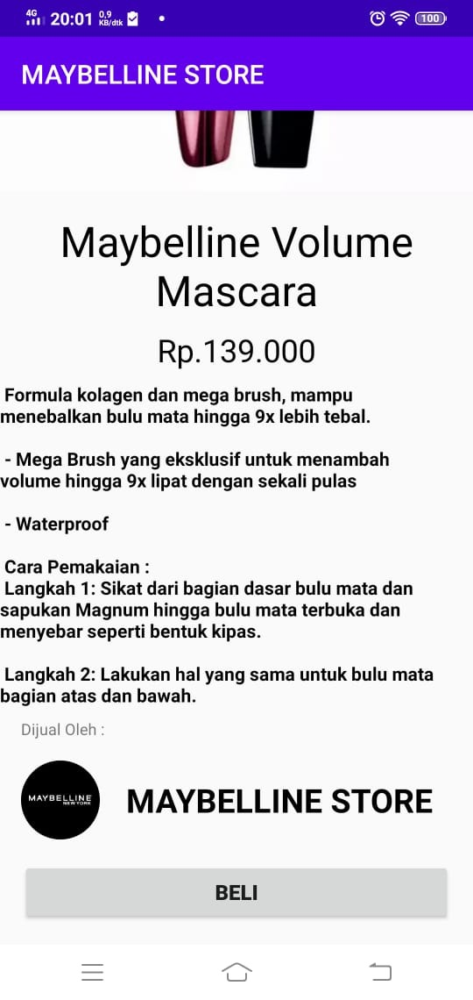 4G 20:01 0,9 KB/dtk 100
MAYBELLINE STORE
Maybelline Volume
Mascara
Rp.139.000
Formula kolagen dan mega brush, mampu
menebalkan bulu mata hingga 9x lebih tebal.
- Mega Brush yang eksklusif untuk menambah
volume hingga 9x lipat dengan sekali pulas
- Waterproof
Cara Pemakaian :
Langkah 1: Sikat dari bagian dasar bulu mata dan
sapukan Magnum hingga bulu mata terbuka dan
menyebar seperti bentuk kipas.
Langkah 2: Lakukan hal yang sama untuk bulu mata
bagian atas dan bawah.
Dijual Oleh :
MAYBELLINE
NEW YORK
MAYBELLINE STORE
BELI